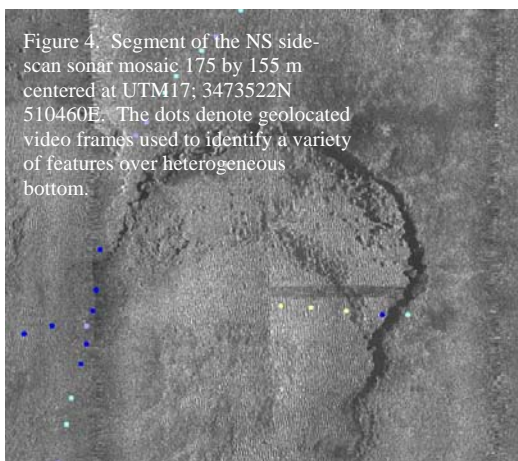 Figure 4.  Segment of the NS side-
scan sonar mosaic 175 by 155 m
centered at UTM17; 3473522N
510460E.  The dots denote geolocated
video frames used to identify a variety
of features over heterogeneous
bottom.